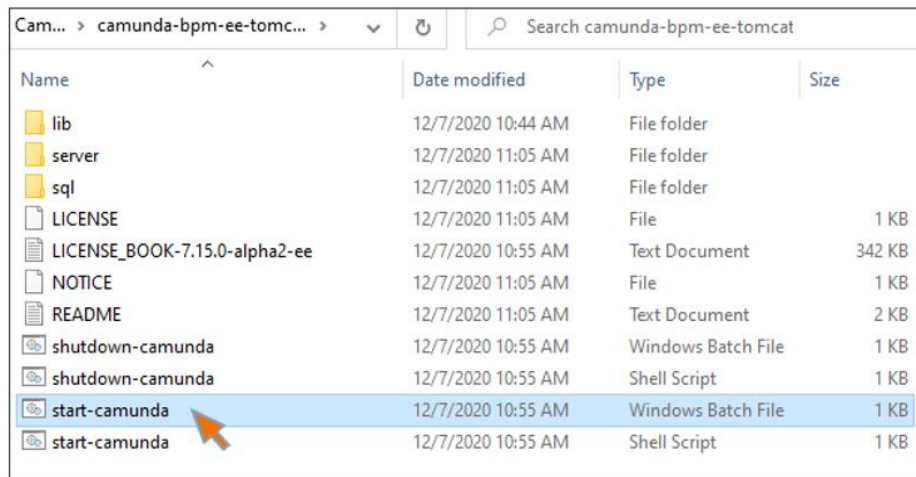 Cam... > camunda-bpm-ee-tomc... > Search camunda-bpm-ee-tomcat
Name Date modified Type Size
lib 12/7/2020 10:44 AM File folder
server 12/7/2020 11:05 AM File folder
sql 12/7/2020 11:05 AM File folder
LICENSE 12/7/2020 11:05 AM File 1 KB
LICENSE_BOOK-7.15.0-alpha2-ee 12/7/2020 10:55 AM Text Document 342 KB
NOTICE 12/7/2020 11:05 AM File 1 KB
README 12/7/2020 11:05 AM Text Document 2 KB
shutdown-camunda 12/7/2020 10:55 AM Windows Batch File 1 KB
shutdown-camunda 12/7/2020 10:55 AM Shell Script 1 KB
start-camunda 12/7/2020 10:55 AM Windows Batch File 1 KB
start-camunda 12/7/2020 10:55 AM Shell Script 1 KB